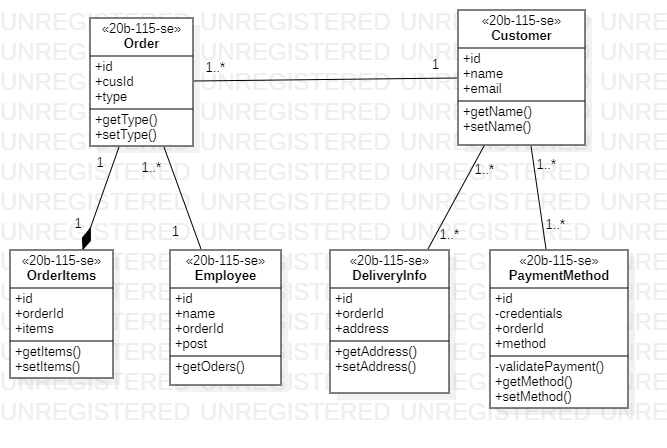 «20b-115-se»
Order
+id
+cusId
+type
+getType()
+setType()
«20b-115-se»
Customer
+id
+name
+email
+getName()
+setName()
1..*
1
1
1..*
1..*
1..*
1
1
1..*
1..*
«20b-115-se»
OrderItems
+id
+orderId
+items
+getItems()
+setItems()
«20b-115-se»
Employee
+id
+name
+orderId
+post
+getOders()
«20b-115-se»
DeliveryInfo
+id
+orderId
+address
+getAddress()
+setAddress()
«20b-115-se»
PaymentMethod
+id
-credentials
+orderId
+method
-validatePayment()
+getMethod()
+setMethod()
UNREGISTERED